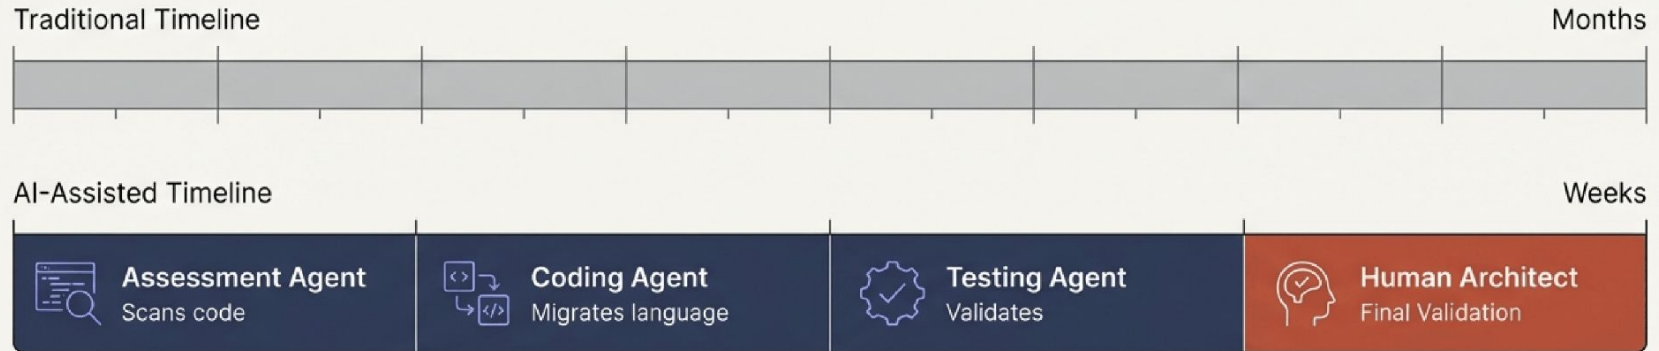 Traditional Timeline
Months
AI-Assisted Timeline
Weeks
Assessment Agent
Scans code
Coding Agent
Migrates language
Testing Agent
Validates
Human Architect
Final Validation